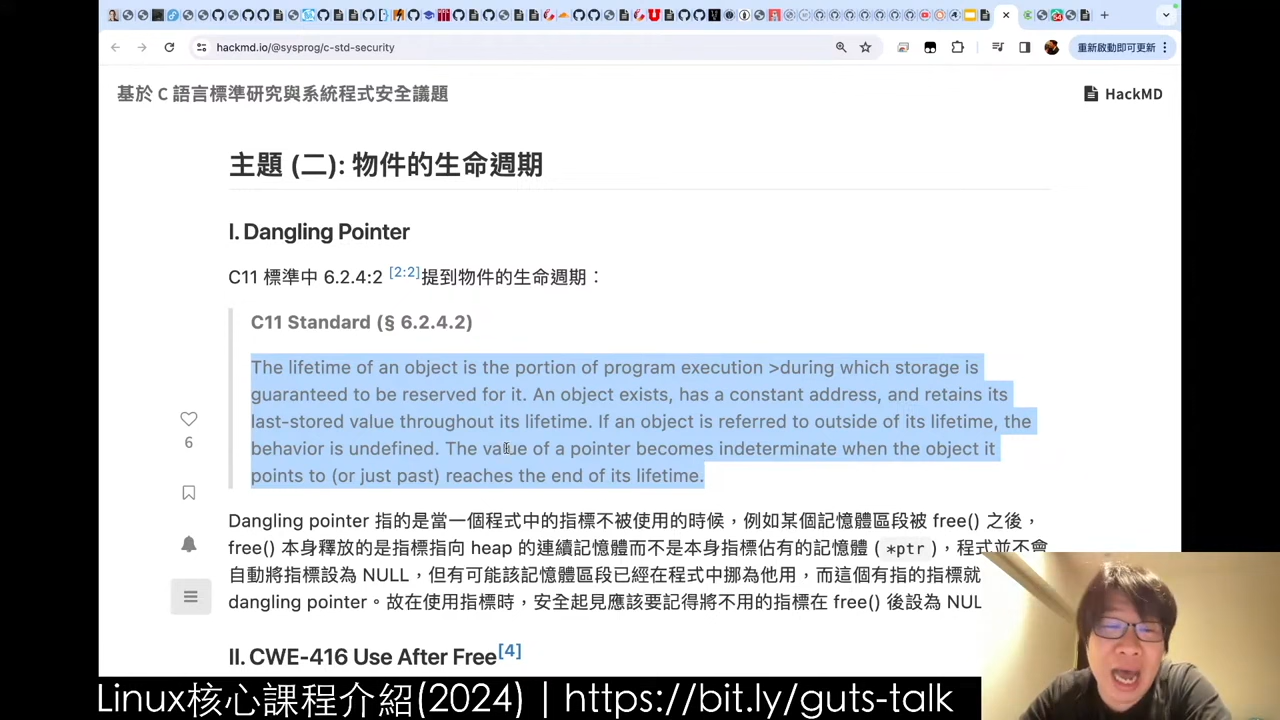 hackmd.io/@sysprog/c-std-security
重新啟動即可更新
基於 C 語言標準研究與系統程式安全議題
HackMD
主題 (二): 物件的生命週期
I. Dangling Pointer
C11 標準中 6.2.4:2 [2:2]提到物件的生命週期：
C11 Standard (§ 6.2.4.2)
The lifetime of an object is the portion of program execution >during which storage is
guaranteed to be reserved for it. An object exists, has a constant address, and retains its
last-stored value throughout its lifetime. If an object is referred to outside of its lifetime, the
behavior is undefined. The value of a pointer becomes indeterminate when the object it
points to (or just past) reaches the end of its lifetime.
6
Dangling pointer 指的是當一個程式中的指標不被使用的時候，例如某個記憶體區段被 free() 之後，
free() 本身釋放的是指標指向 heap 的連續記憶體而不是本身指標佔有的記憶體 ( *ptr )，程式並不會
自動將指標設為 NULL，但有可能該記憶體區段已經在程式中挪為他用，而這個有指的指標就
dangling pointer。故在使用指標時，安全起見應該要記得將不用的指標在 free() 後設為 NUL
II. CWE-416 Use After Free[4]
Linux核心課程介紹(2024) | https://bit.ly/guts-talk